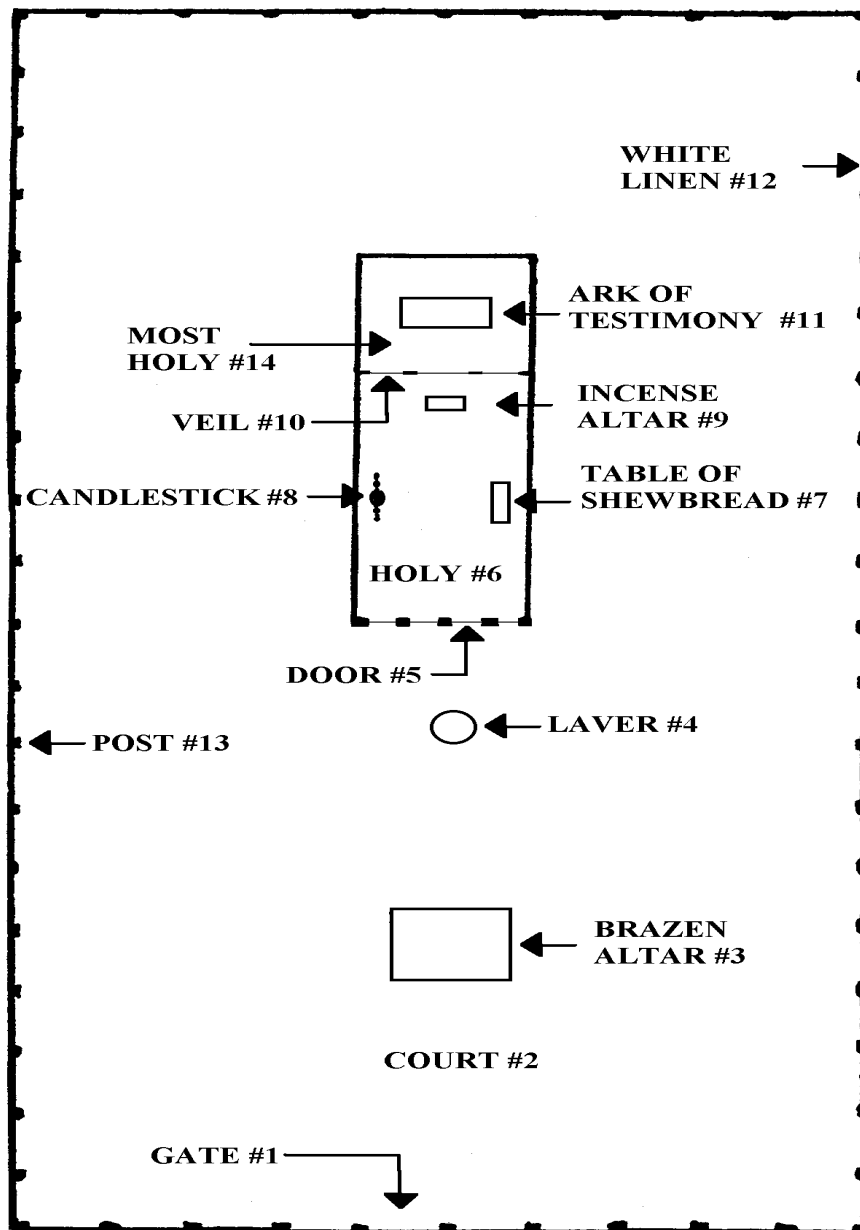 WHITE
LINEN #12
ARK OF
TESTIMONY #11
MOST
HOLY #14
INCENSE
ALTAR #9
VEIL #10
TABLE OF
SHEWBREAD #7
CANDLESTICK #8
HOLY #6
DOOR #5
LAVER #4
POST #13
BRAZEN
ALTAR #3
COURT #2
GATE #1